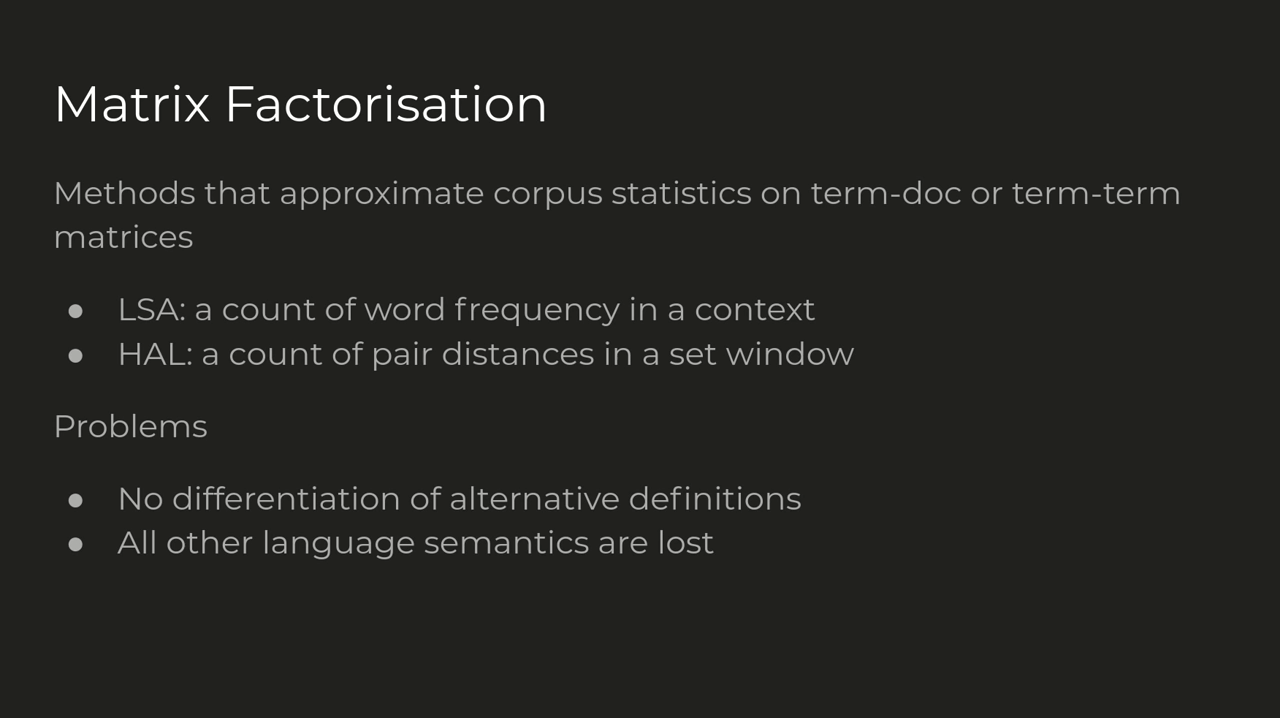 Matrix Factorisation
Methods that approximate corpus statistics on term-doc or term-term
matrices
● LSA: a count of word frequency in a context
● HAL: a count of pair distances in a set window
Problems
● No differentiation of alternative definitions
● All other language semantics are lost